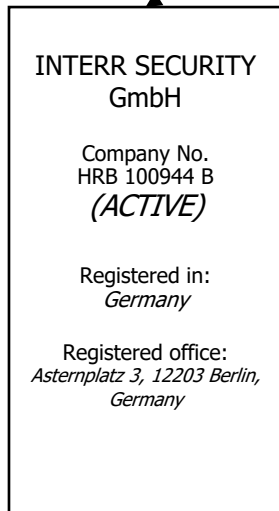 INTERR SECURITY
GmbH
Company No.
HRB 100944 B
(ACTIVE)
Registered in:
Germany
Registered office:
Asternplatz 3, 12203 Berlin,
Germany